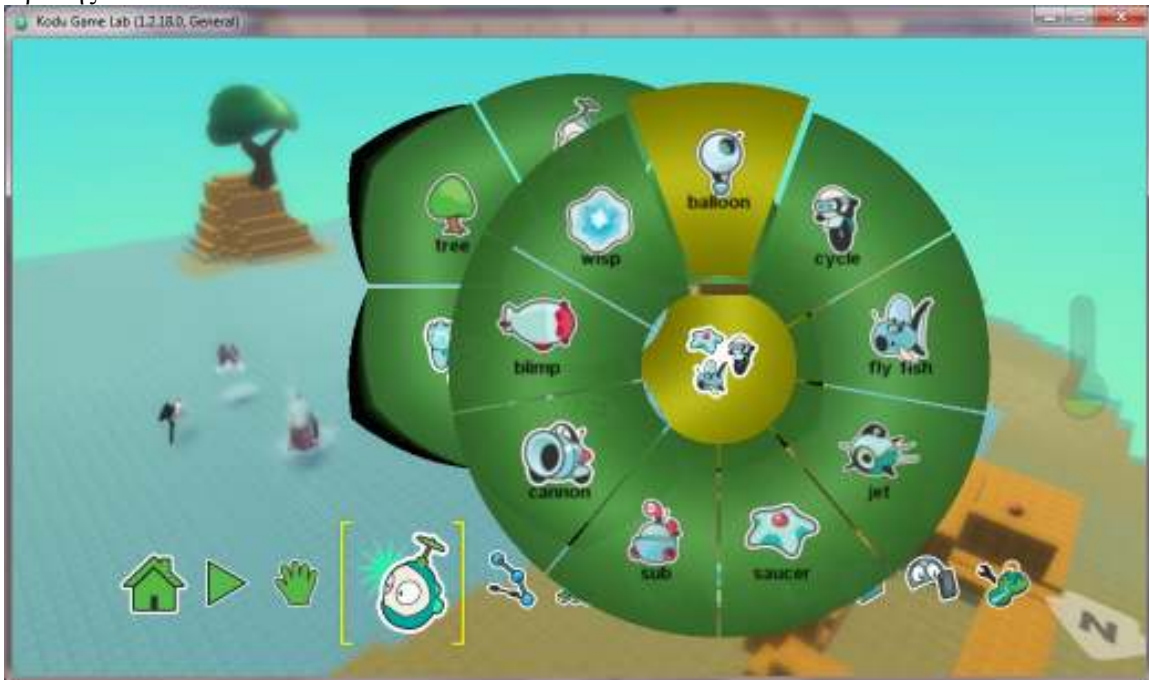 Kodu Game Lab (1.2.18.0, General)
balloon
tree
wisp
cycle
blimp
fly fish
cannon
jet
sub
saucer
N